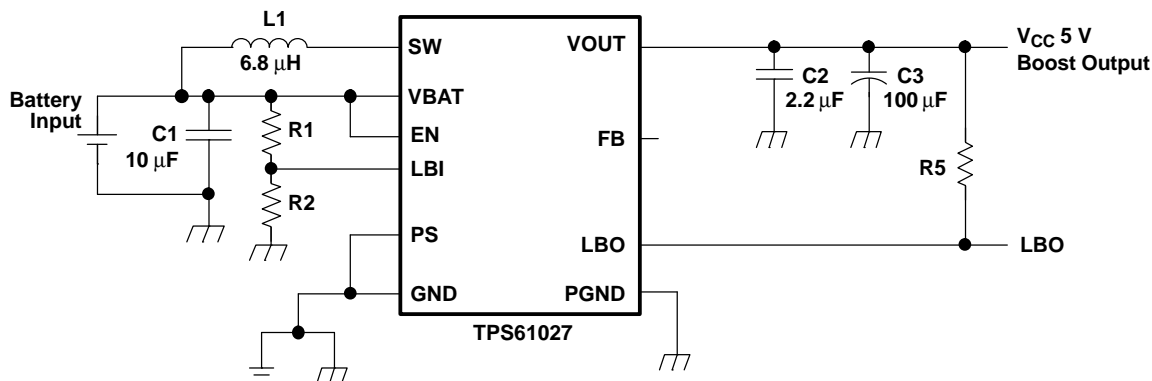 L1
6.8 μH
SW
VBAT
EN
LBI
PS
GND
VOUT
FB
LBO
PGND
TPS61027
Battery
Input
C1
10 μF
R1
R2
C2
2.2 μF
C3
100 μF
R5
VCC 5 V
Boost Output
LBO